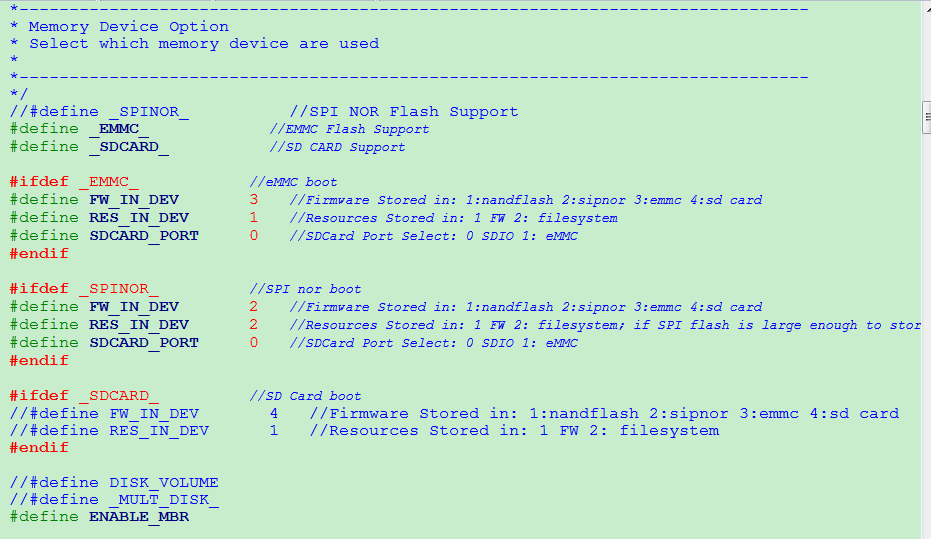 *-------------------------------------------------------------------------------
* Memory Device Option
* Select which memory device are used
*
*-------------------------------------------------------------------------------
*/
//#define _SPINOR_ //SPI NOR Flash Support
#define _EMMC_ //EMMC Flash Support
#define _SDCARD_ //SD CARD Support
#ifdef _EMMC_ //eMMC boot
#define FW_IN_DEV 3 //Firmware Stored in: 1:nandflash 2:sipnor 3:emmc 4:sd card
#define RES_IN_DEV 1 //Resources Stored in: 1 FW 2: filesystem
#define SDCARD_PORT 0 //SDCard Port Select: 0 SDIO 1: eMMC
#endif
#ifdef _SPINOR_ //SPI nor boot
#define FW_IN_DEV 2 //Firmware Stored in: 1:nandflash 2:sipnor 3:emmc 4:sd card
#define RES_IN_DEV 2 //Resources Stored in: 1 FW 2: filesystem; if SPI flash is large enough to stor
#define SDCARD_PORT 0 //SDCard Port Select: 0 SDIO 1: eMMC
#endif
#ifdef _SDCARD_ //SD Card boot
//#define FW_IN_DEV 4 //Firmware Stored in: 1:nandflash 2:sipnor 3:emmc 4:sd card
//#define RES_IN_DEV 1 //Resources Stored in: 1 FW 2: filesystem
#endif
//#define DISK_VOLUME
//#define _MULT_DISK_
#define ENABLE_MBR